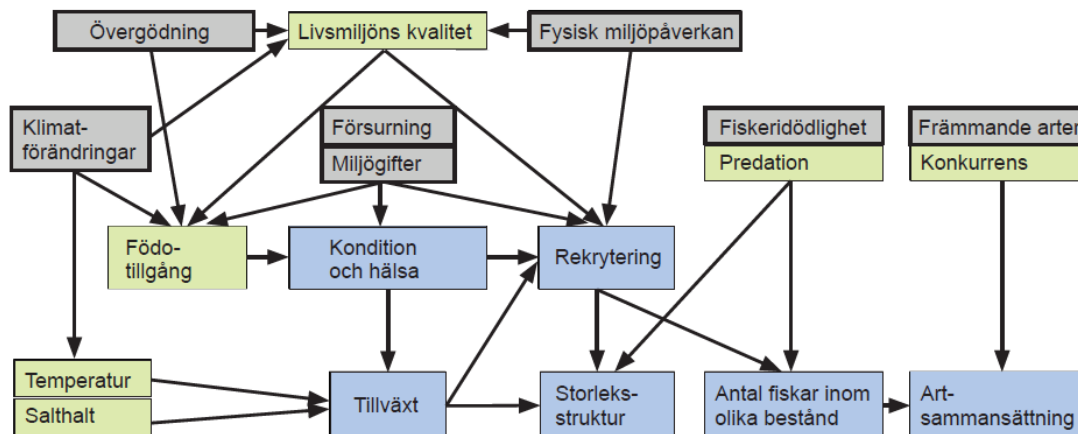 Övergödning
Livsmiljöns kvalitet
Fysisk miljöpåverkan
Klimat-
förändringar
Försurning
Miljögifter
Fiskeridödlighet
Predation
Främmande arter
Konkurrens
Födo-
tillgång
Kondition
och hälsa
Rekrytering
Temperatur
Salthalt
Tillväxt
Storleks-
struktur
Antal fiskar inom
olika bestånd
Art-
sammansättning